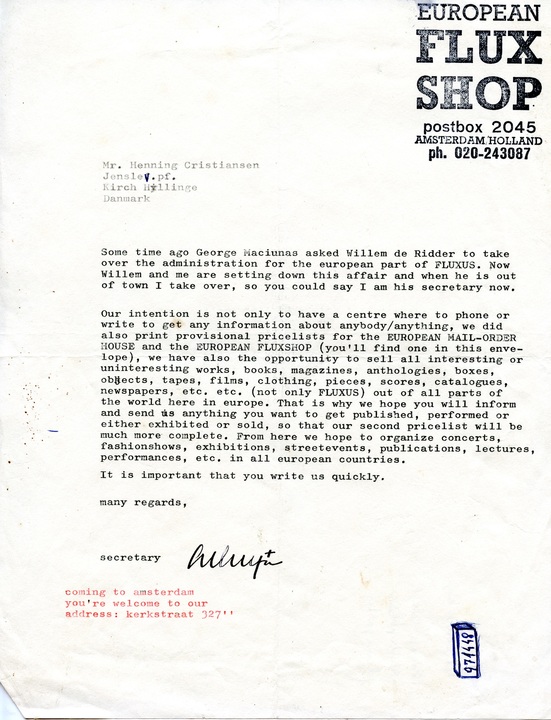 EUROPEAN
FLUX
SHOP
postbox 2045
AMSTERDAM/HOLLAND
ph. 020-243087
Mr. Henning Cristiansen
Jenslev.pf.
Kirch Hyllinge
Danmark
Some time ago George Maciunas asked Willem de Ridder to take
over the administration for the european part of FLUXUS. Now
Willem and me are setting down this affair and when he is out
of town I take over, so you could say I am his secretary now.
Our intention is not only to have a centre where to phone or
write to get any information about anybody/anything, we did
also print provisional pricelists for the EUROPEAN MAIL-ORDER
HOUSE and the EUROPEAN FLUXSHOP (you'll find one in this enve-
lope), we have also the opportunity to sell all interesting or
uninteresting works, books, magazines, anthologies, boxes,
objects, tapes, films, clothing, pieces, scores, catalogues,
newspapers, etc. etc. (not only FLUXUS) out of all parts of
the world here in europe. That is why we hope you will inform
and send us anything you want to get published, performed or
either exhibited or sold, so that our second pricelist will be
much more complete. From here we hope to organize concerts,
fashionshows, exhibitions, streetevents, publications, lectures,
performances, etc. in all european countries.
It is important that you write us quickly.
many regards,
secretary
coming to amsterdam
you're welcome to our
address: kerkstraat 327''
971448